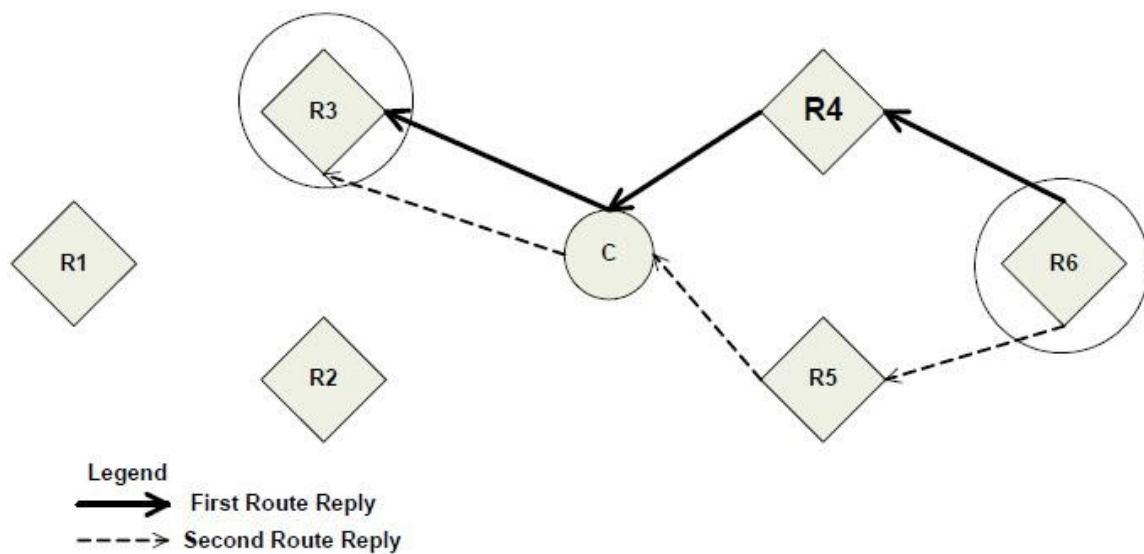 R3
R4
R1
C
R6
R2
R5
Legend
First Route Reply
Second Route Reply